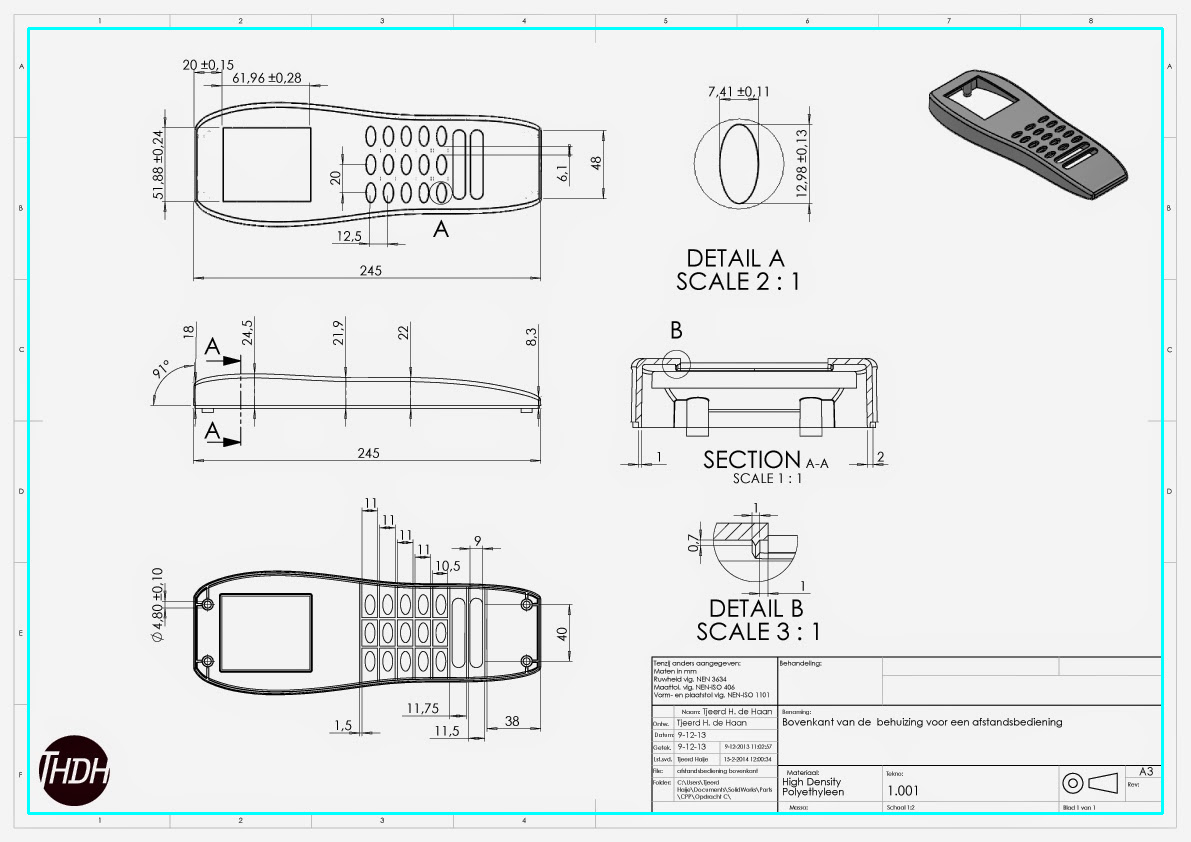 1 2 3 4 5 6 7 8
A A
B B
C C
D D
E E
F F
20 ±0,15
61,96 ±0,28
51,88 ±0,24
20
12,5
A
6,1
48
245
7,41 ±0,11
12,98 ±0,13
DETAIL A
SCALE 2 : 1
18
24,5
21,9
22
8,3
91°
A
A
245
B
1
2
SECTION A-A
SCALE 1 : 1
11
11
11
11
10,5
9
Ø 4,80 ±0,10
40
1,5
11,75
11,5
38
1
0,7
1
DETAIL B
SCALE 3 : 1
THDH
Tenzij anders aangegeven:
Maten in mm
Ruwheid vlg. NEN 3634
Maattol. vlg. NEN-ISO 406
Vorm- en plaatstol vlg. NEN-ISO 1101
Behandeling:
Naam: Tjeerd H. de Haan
Ontw. Tjeerd H. de Haan
Datum: 9-12-13
Getek. 9-12-13 9-12-2013 11:02:57
Lst.svd. Tjeerd Haije 15-2-2014 12:00:34
File: afstandsbediening bovenkant
Folder: C:\Users\Tjeerd
Haije\Documents\SolidWorks\Parts
\CPP\Opdracht C\
Benaming:
Bovenkant van de behuizing voor een afstandsbediening
Materiaal:
High Density
Polyethyleen
Massa:
Tekno:
1.001
Schaal 1:2
A3
Rev:
Blad 1 van 1
1 2 3 4